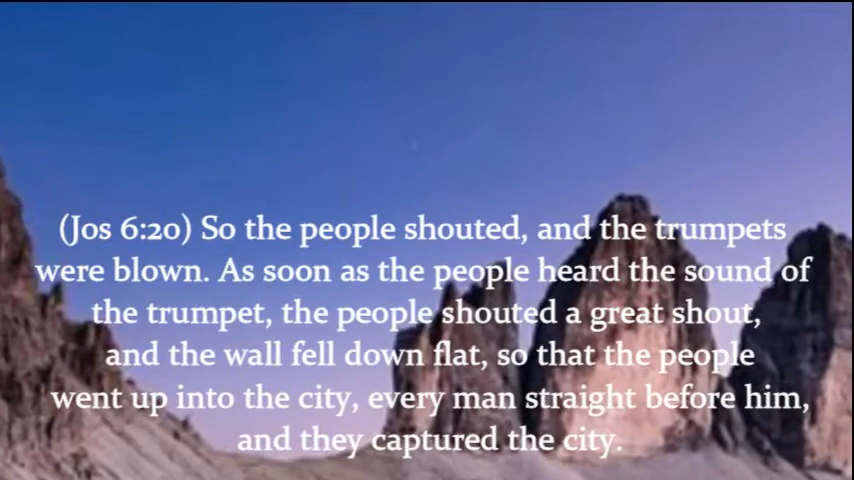 (Jos 6:20) So the people shouted, and the trumpets
were blown. As soon as the people heard the sound of
the trumpet, the people shouted a great shout,
and the wall fell down flat, so that the people
went up into the city, every man straight before him,
and they captured the city.